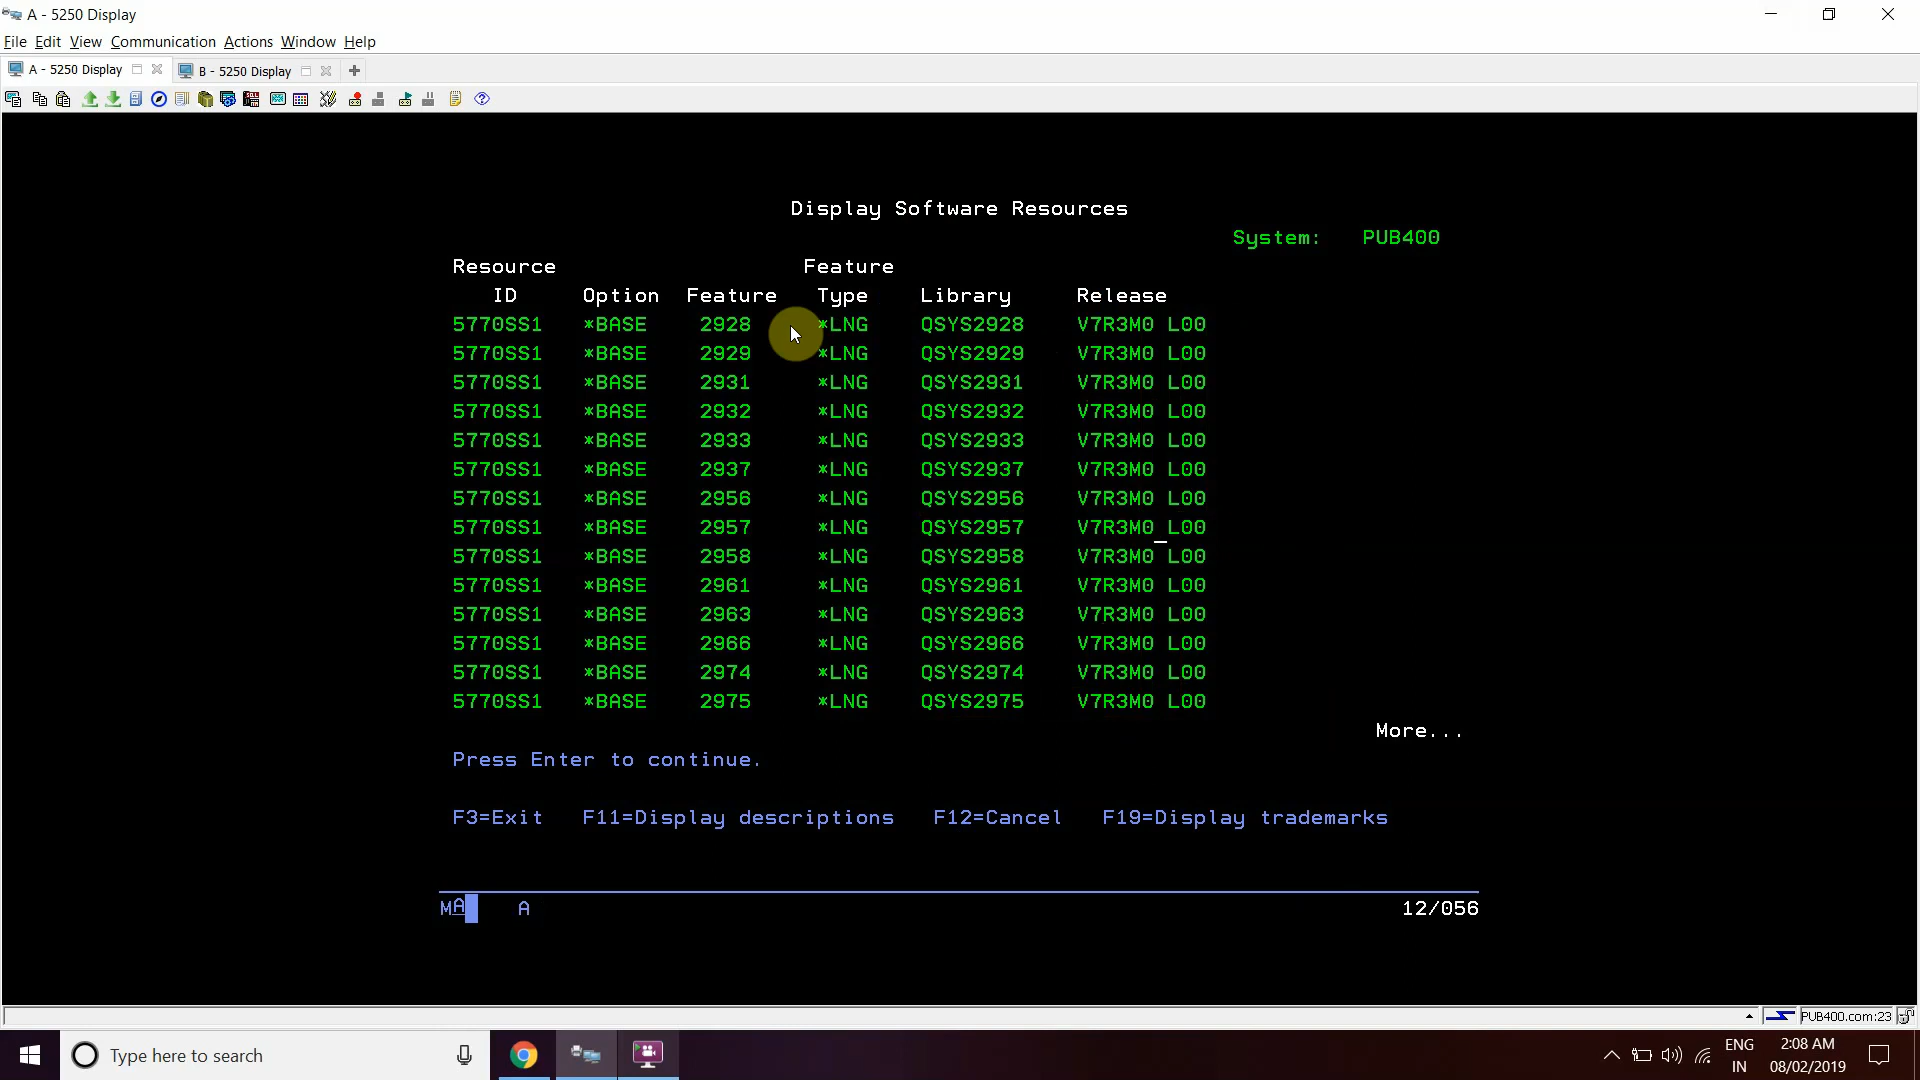 A - 5250 Display
File Edit View Communication Actions Window Help
A - 5250 Display B - 5250 Display
Display Software Resources
System: PUB400
Resource Feature
ID Option Feature Type Library Release
5770SS1 *BASE 2928 *LNG QSYS2928 V7R3M0 L00
5770SS1 *BASE 2929 *LNG QSYS2929 V7R3M0 L00
5770SS1 *BASE 2931 *LNG QSYS2931 V7R3M0 L00
5770SS1 *BASE 2932 *LNG QSYS2932 V7R3M0 L00
5770SS1 *BASE 2933 *LNG QSYS2933 V7R3M0 L00
5770SS1 *BASE 2937 *LNG QSYS2937 V7R3M0 L00
5770SS1 *BASE 2956 *LNG QSYS2956 V7R3M0 L00
5770SS1 *BASE 2957 *LNG QSYS2957 V7R3M0 L00
5770SS1 *BASE 2958 *LNG QSYS2958 V7R3M0 L00
5770SS1 *BASE 2961 *LNG QSYS2961 V7R3M0 L00
5770SS1 *BASE 2963 *LNG QSYS2963 V7R3M0 L00
5770SS1 *BASE 2966 *LNG QSYS2966 V7R3M0 L00
5770SS1 *BASE 2974 *LNG QSYS2974 V7R3M0 L00
5770SS1 *BASE 2975 *LNG QSYS2975 V7R3M0 L00
More...
Press Enter to continue.
F3=Exit F11=Display descriptions F12=Cancel F19=Display trademarks
MA A 12/056
PUB400.com:23
Type here to search
ENG 2:08 AM
IN 08/02/2019